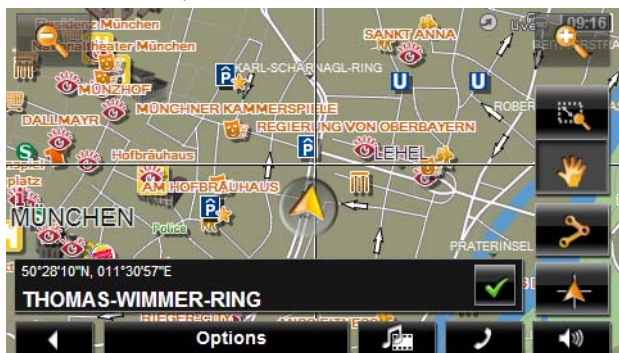 Residenz München
Nationaltheater München
SANKT ANNA
Live
09:16
KARL-SCHARNAGL-RING
MÜNZHOF
MÜNCHNER KAMMERSPIELE
DALLMAYR
REGIERUNG VON OBERBAYERN
U
U
P
P
P
S
Hofbräuhaus
LEHEL
AM HOFBRÄUHAUS
MÜNCHEN
Police
PRATERINSEL
50°28'10"N, 011°30'57"E
THOMAS-WIMMER-RING
Options